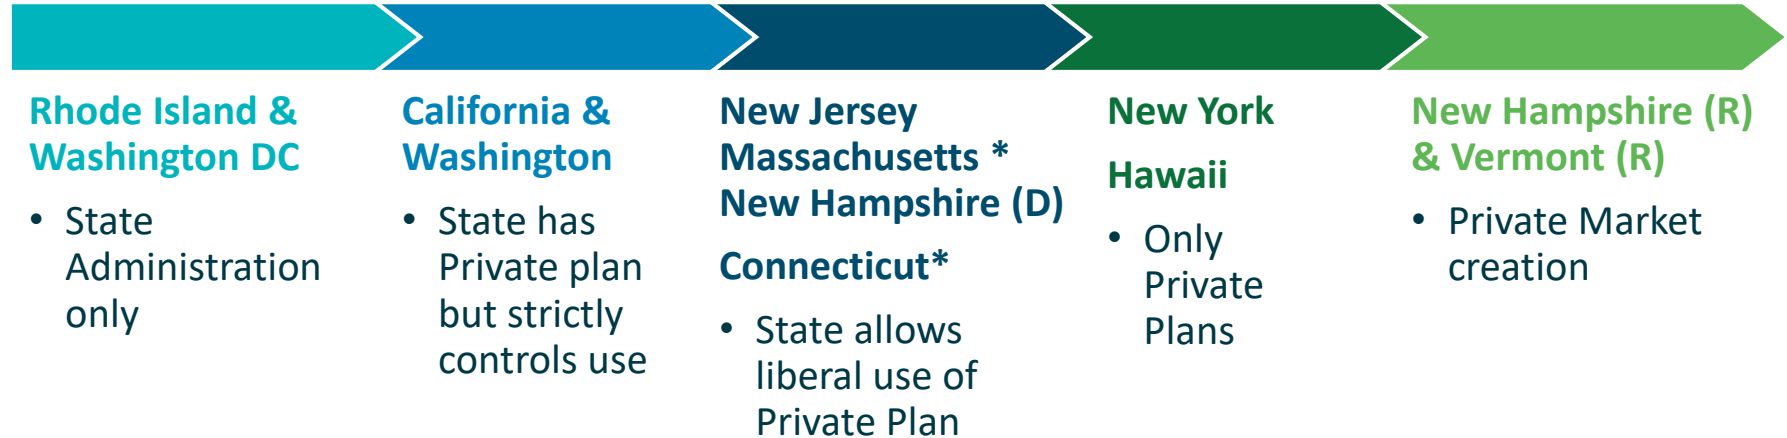 Rhode Island &
Washington DC
• State
Administration
only
California &
Washington
• State has
Private plan
but strictly
controls use
New Jersey
Massachusetts *
New Hampshire (D)
Connecticut*
• State allows
liberal use of
Private Plan
New York
Hawaii
• Only
Private
Plans
New Hampshire (R)
& Vermont (R)
• Private Market
creation